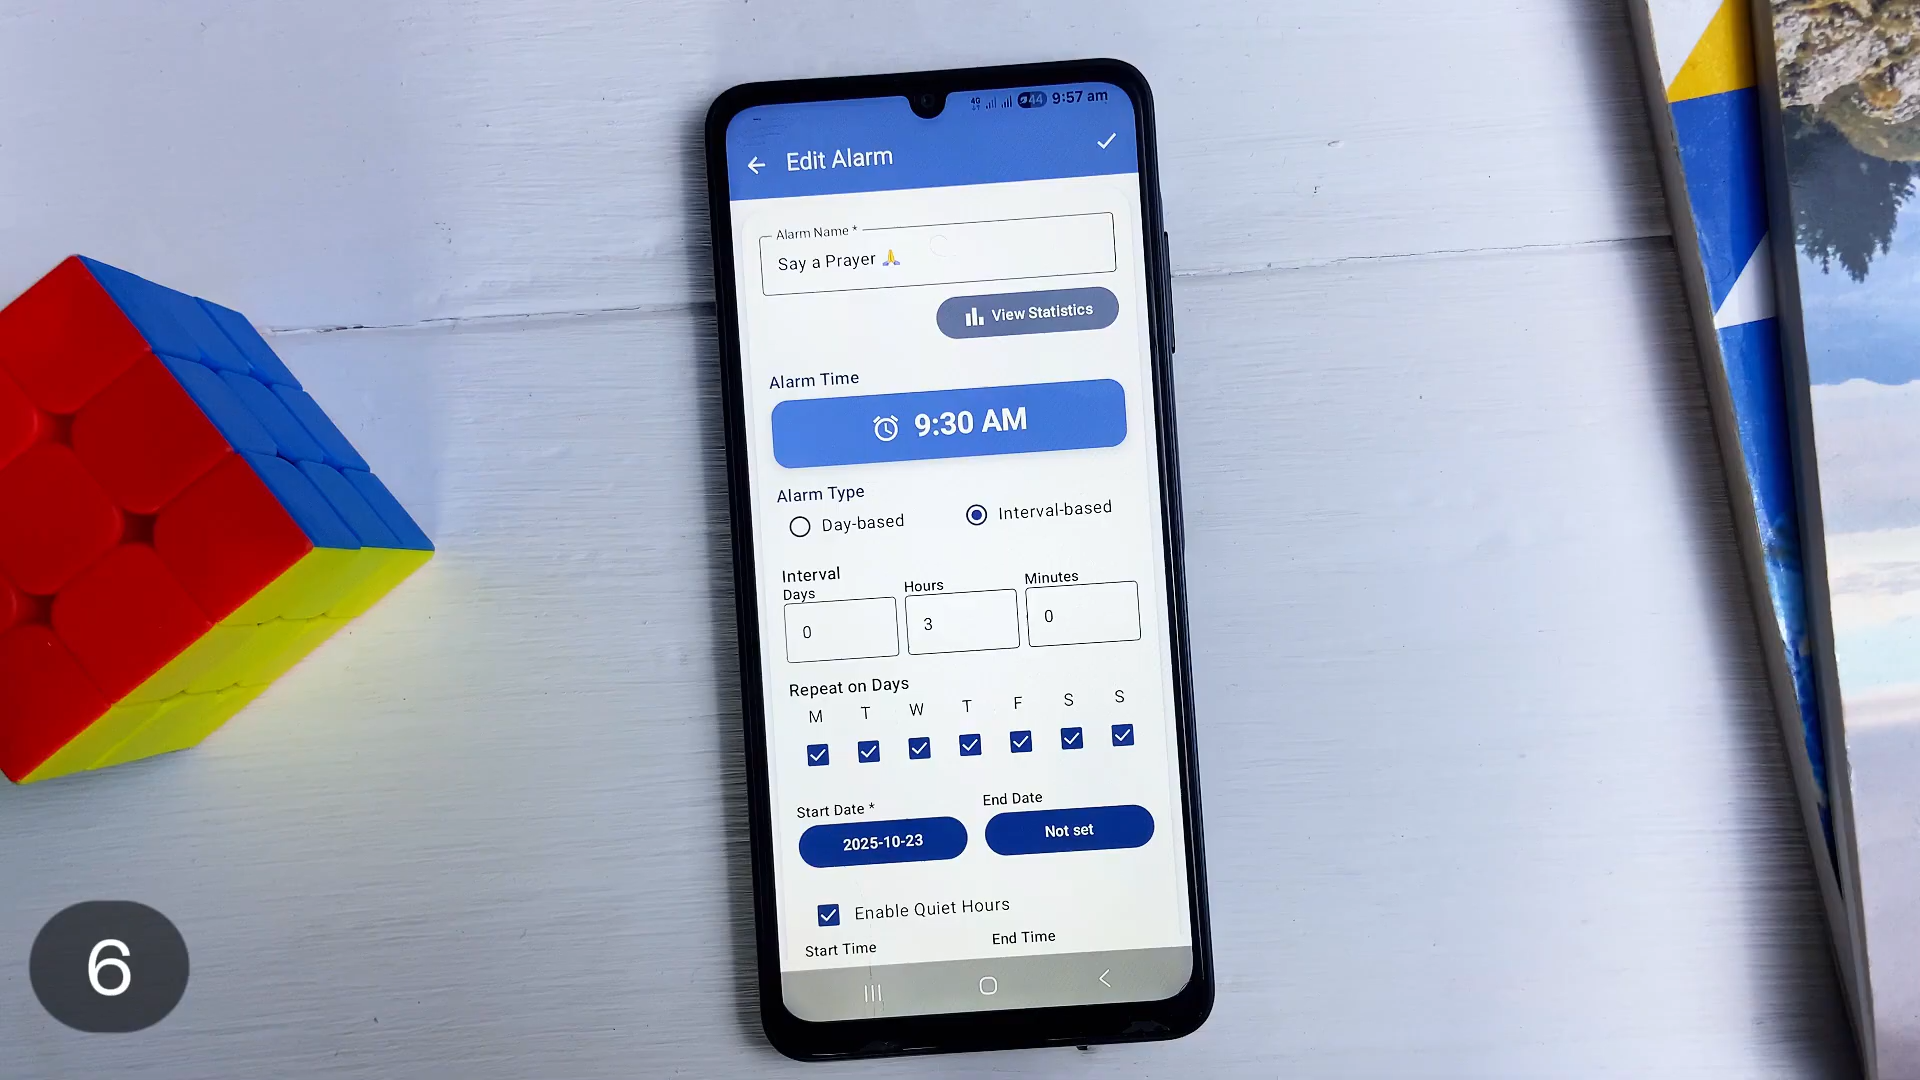 4G 44 9:57 am
Edit Alarm
Alarm Name *
Say a Prayer 🙏
View Statistics
Alarm Time
9:30 AM
Alarm Type
Day-based Interval-based
Interval
Days Hours Minutes
0 3 0
Repeat on Days
M T W T F S S
Start Date * End Date
2025-10-23 Not set
Enable Quiet Hours
Start Time End Time
6